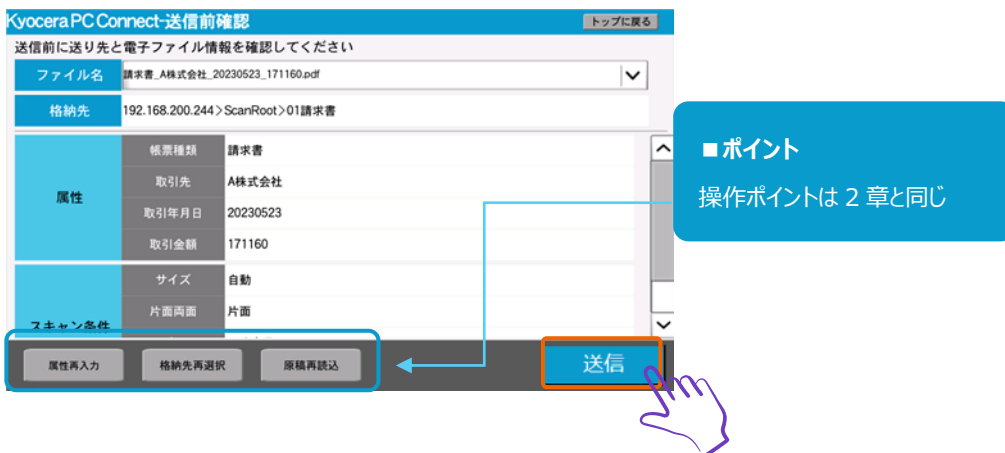 Kyocera PC Connect-送信前確認
トップに戻る
送信前に送り先と電子ファイル情報を確認してください
ファイル名 請求書_A株式会社_20230523_171160.pdf
格納先 192.168.200.244>ScanRoot>01請求書
属性
帳票種類 請求書
取引先 A株式会社
取引年月日 20230523
取引金額 171160
スキャン条件
サイズ 自動
片面両面 片面
属性再入力 格納先再選択 原稿再読込 送信
■ポイント
操作ポイントは 2 章と同じ